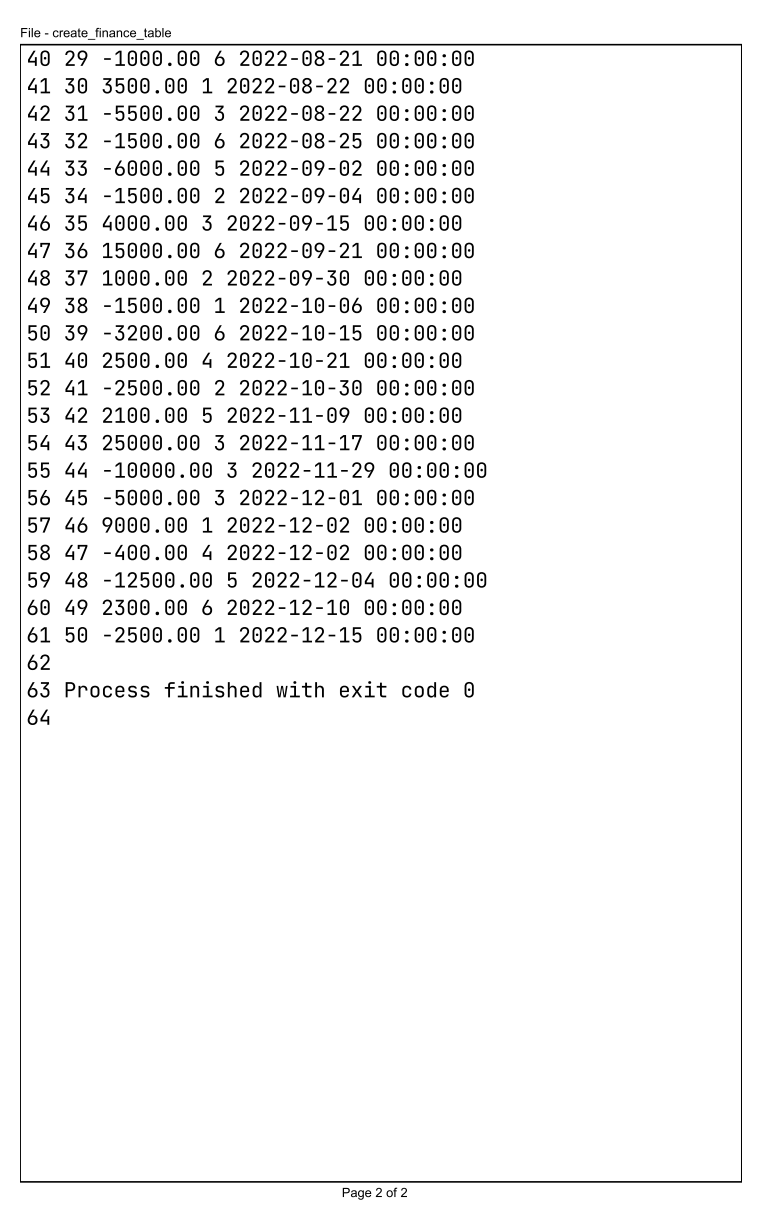 File - create_finance_table
40 29 -1000.00 6 2022-08-21 00:00:00
41 30 3500.00 1 2022-08-22 00:00:00
42 31 -5500.00 3 2022-08-22 00:00:00
43 32 -1500.00 6 2022-08-25 00:00:00
44 33 -6000.00 5 2022-09-02 00:00:00
45 34 -1500.00 2 2022-09-04 00:00:00
46 35 4000.00 3 2022-09-15 00:00:00
47 36 15000.00 6 2022-09-21 00:00:00
48 37 1000.00 2 2022-09-30 00:00:00
49 38 -1500.00 1 2022-10-06 00:00:00
50 39 -3200.00 6 2022-10-15 00:00:00
51 40 2500.00 4 2022-10-21 00:00:00
52 41 -2500.00 2 2022-10-30 00:00:00
53 42 2100.00 5 2022-11-09 00:00:00
54 43 25000.00 3 2022-11-17 00:00:00
55 44 -10000.00 3 2022-11-29 00:00:00
56 45 -5000.00 3 2022-12-01 00:00:00
57 46 9000.00 1 2022-12-02 00:00:00
58 47 -400.00 4 2022-12-02 00:00:00
59 48 -12500.00 5 2022-12-04 00:00:00
60 49 2300.00 6 2022-12-10 00:00:00
61 50 -2500.00 1 2022-12-15 00:00:00
62
63 Process finished with exit code 0
64
Page 2 of 2